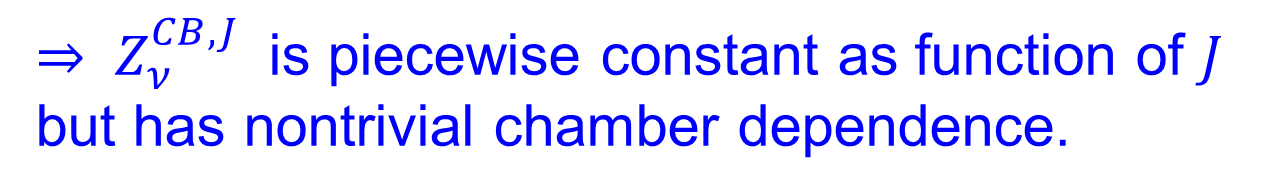 ⇒ Z_ν^{CB,J} is piecewise constant as function of J
but has nontrivial chamber dependence.